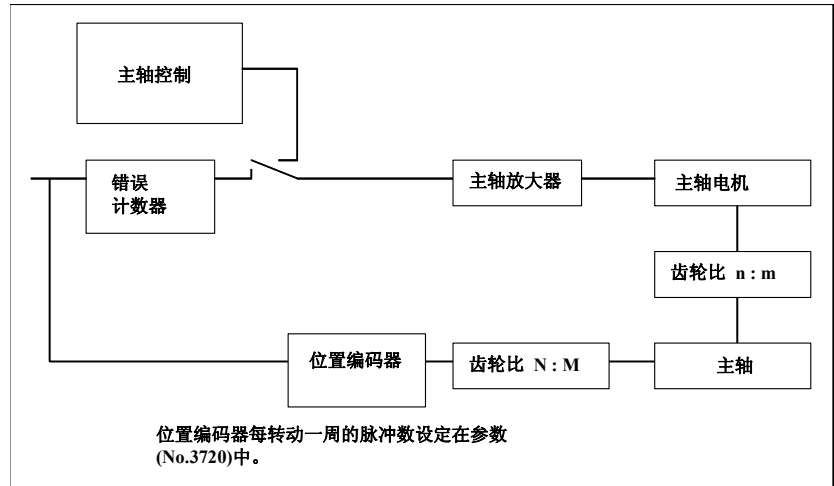 主轴控制
错误
计数器
主轴放大器
主轴电机
齿轮比 n : m
位置编码器
齿轮比 N : M
主轴
位置编码器每转动一周的脉冲数设定在参数
(No.3720)中。